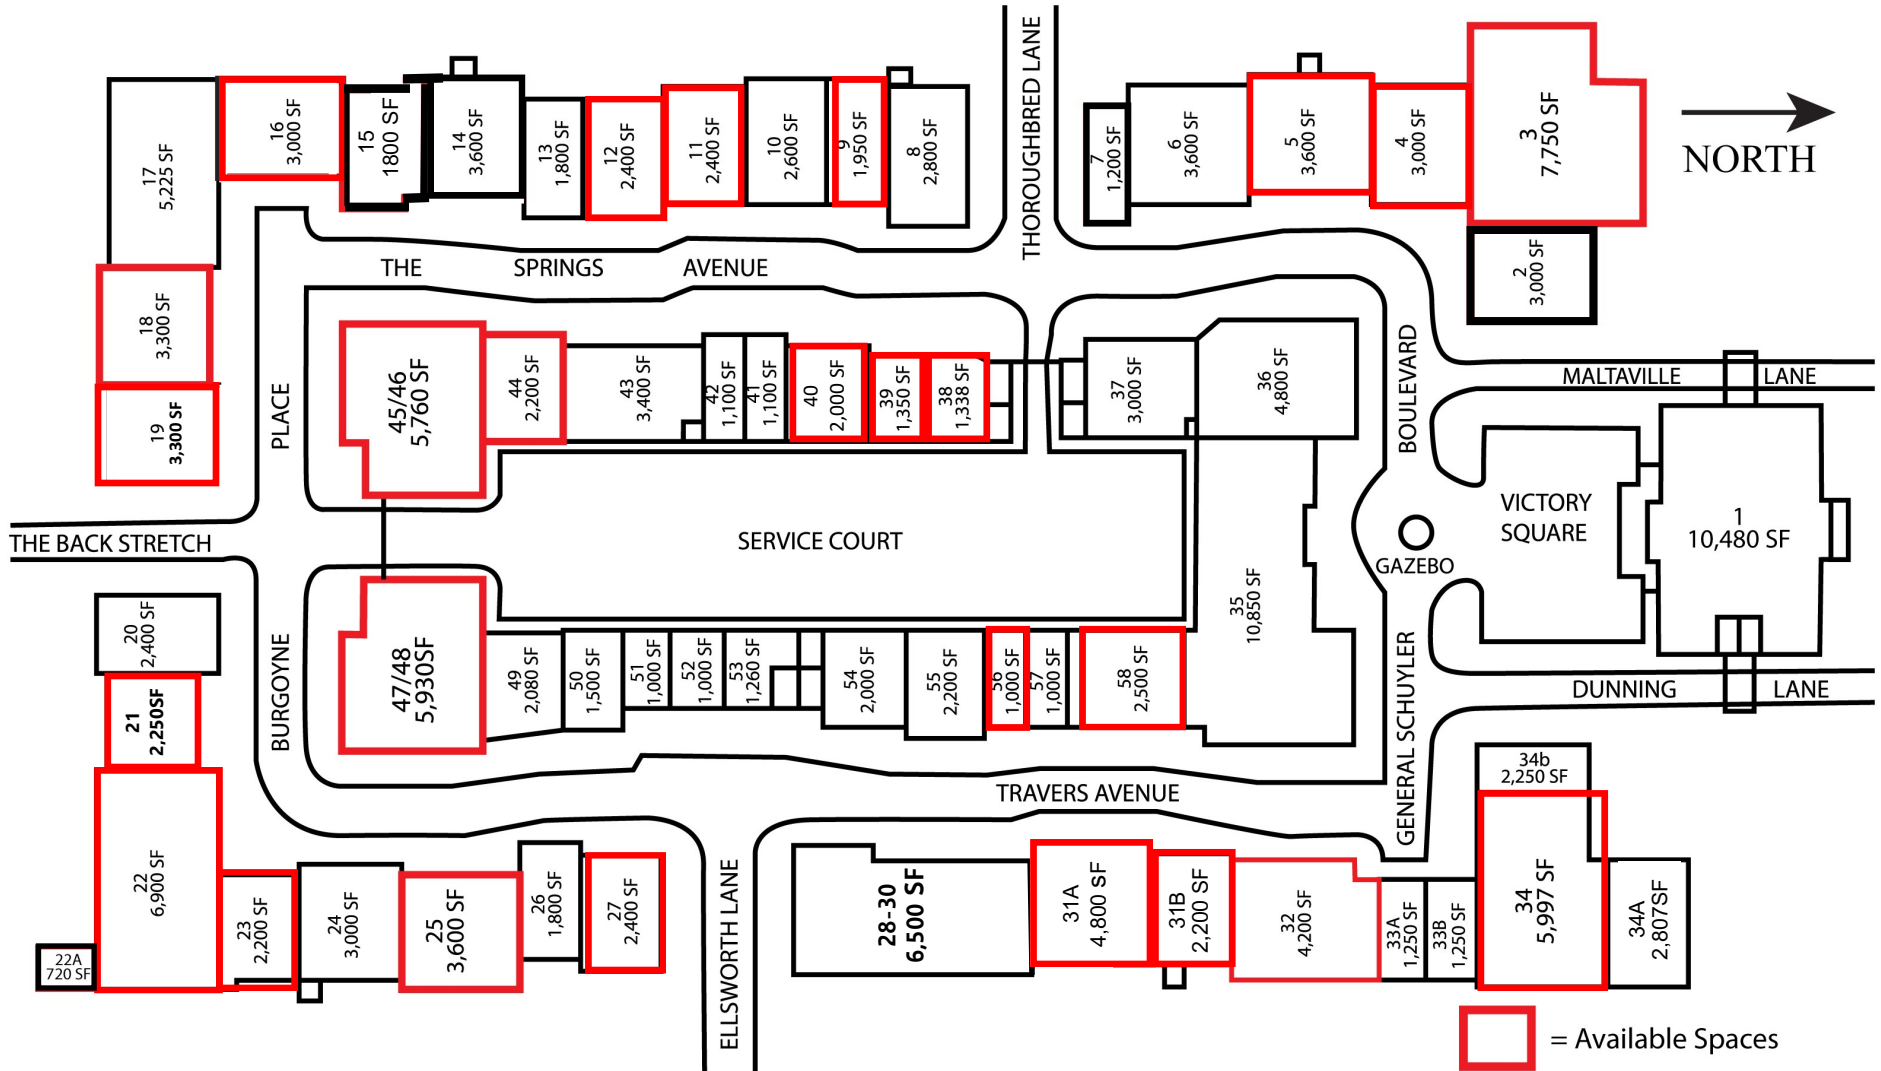 17
5,225 SF
16
3,000 SF
15
1800 SF
14
3,600 SF
13
1,800 SF
12
2,400 SF
11
2,400 SF
10
2,600 SF
9
1,950 SF
8
2,800 SF
THOROUGHBRED LANE
7
1,200 SF
6
3,600 SF
5
3,600 SF
4
3,000 SF
3
7,750 SF
NORTH
2
3,000 SF
THE SPRINGS AVENUE
18
3,300 SF
19
3,300 SF
PLACE
45/46
5,760 SF
44
2,200 SF
43
3,400 SF
42
1,100 SF
41
1,100 SF
40
2,000 SF
39
1,350 SF
38
1,338 SF
37
3,000 SF
36
4,800 SF
BOULEVARD
MALTAVILLE LANE
THE BACK STRETCH
SERVICE COURT
GAZEBO
VICTORY
SQUARE
1
10,480 SF
20
2,400 SF
21
2,250SF
BURGOYNE
47/48
5,930SF
49
2,080 SF
50
1,500 SF
51
1,000 SF
52
1,000 SF
53
1,260 SF
54
2,000 SF
55
2,200 SF
56
1,000 SF
57
1,000 SF
58
2,500 SF
35
10,850 SF
GENERAL SCHUYLER
DUNNING LANE
TRAVERS AVENUE
22
6,900 SF
22A
720 SF
23
2,200 SF
24
3,000 SF
25
3,600 SF
26
1,800 SF
27
2,400 SF
ELLSWORTH LANE
28-30
6,500 SF
31A
4,800 SF
31B
2,200 SF
32
4,200 SF
33A
1,250 SF
33B
1,250 SF
34b
2,250 SF
34
5,997 SF
34A
2,807SF
= Available Spaces